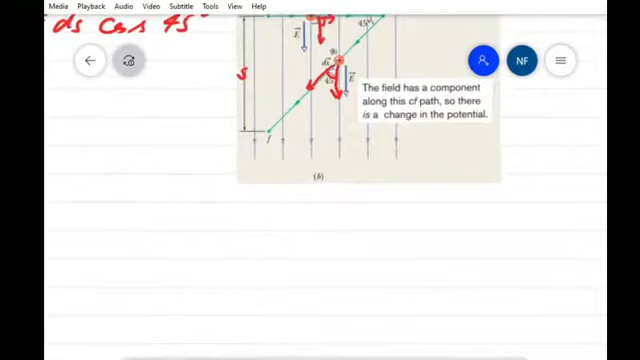 Media Playback Audio Video Subtitle Tools View Help
ds cos 45°
45°
E
q₀
ds
45°
E
s
NF
The field has a component
along this cf path, so there
is a change in the potential.
f
(b)